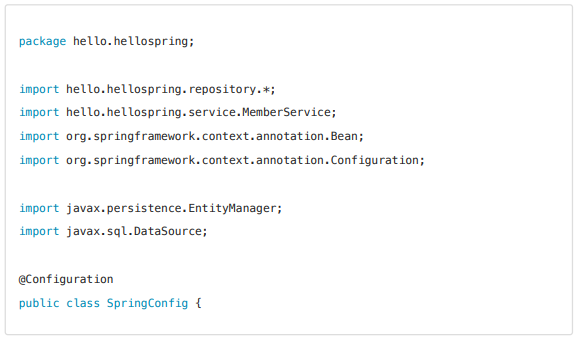 package hello.hellospring;
import hello.hellospring.repository.*;
import hello.hellospring.service.MemberService;
import org.springframework.context.annotation.Bean;
import org.springframework.context.annotation.Configuration;
import javax.persistence.EntityManager;
import javax.sql.DataSource;
@Configuration
public class SpringConfig {